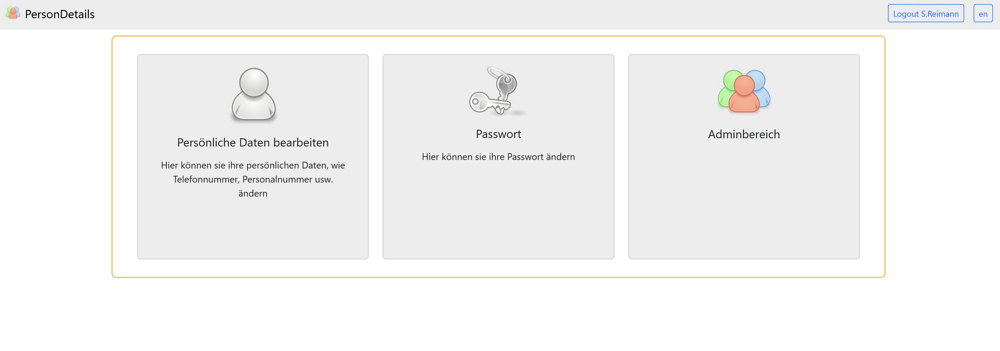 PersonDetails
Logout S.Reimann
en
Persönliche Daten bearbeiten
Hier können sie ihre persönlichen Daten, wie
Telefonnummer, Personalnummer usw.
ändern
Passwort
Hier können sie ihre Passwort ändern
Adminbereich